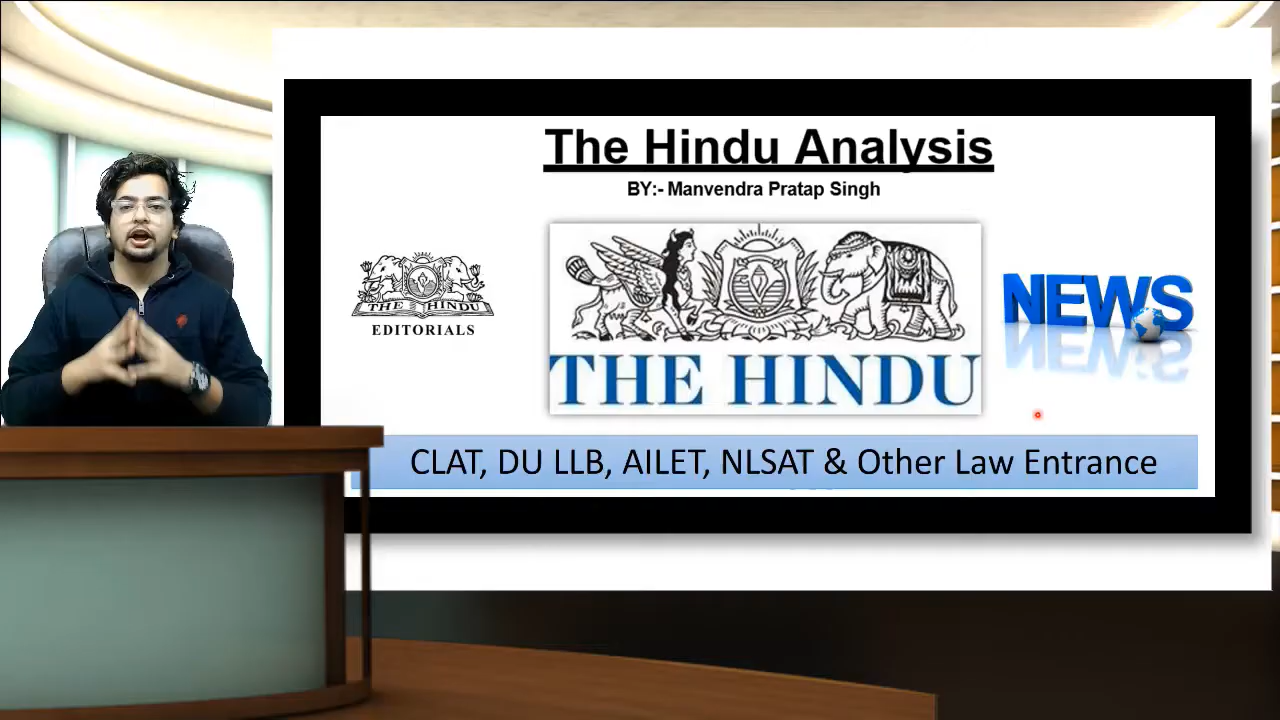 The Hindu Analysis
BY:- Manvendra Pratap Singh
THE HINDU
EDITORIALS
THE HINDU
NEWS
CLAT, DU LLB, AILET, NLSAT & Other Law Entrance